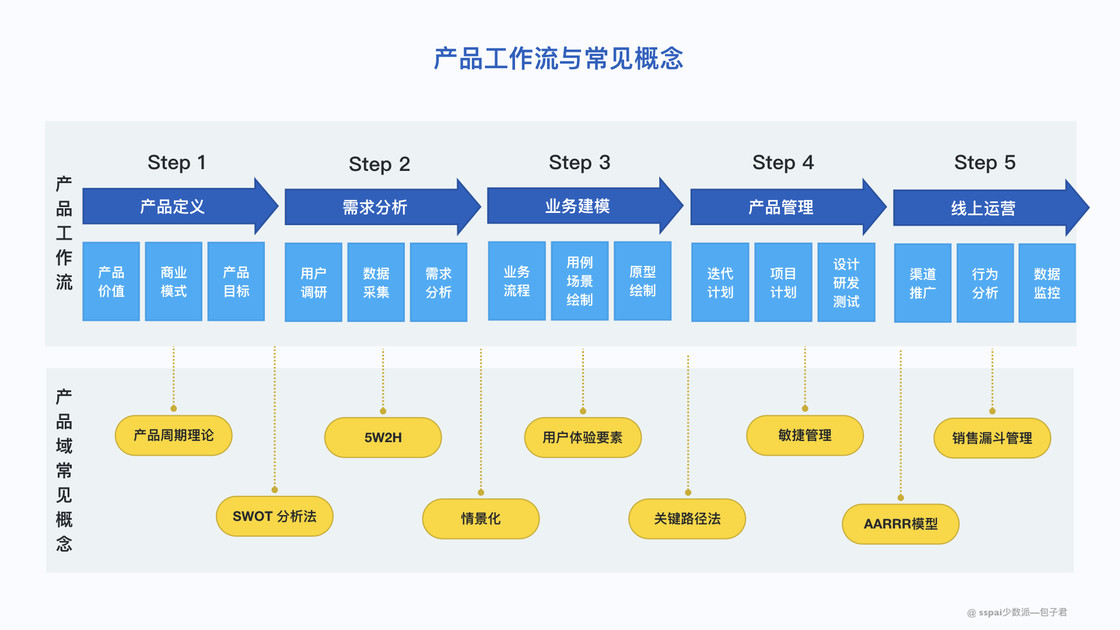 产品工作流与常见概念
产品工作流
Step 1
Step 2
Step 3
Step 4
Step 5
产品定义
需求分析
业务建模
产品管理
线上运营
产品
价值
商业
模式
产品
目标
用户
调研
数据
采集
需求
分析
业务
流程
用例
场景
绘制
原型
绘制
迭代
计划
项目
计划
设计
研发
测试
渠道
推广
行为
分析
数据
监控
产品域常见概念
产品周期理论
5W2H
用户体验要素
敏捷管理
销售漏斗管理
SWOT 分析法
情景化
关键路径法
AARRR模型
@ sspai少数派—包子君